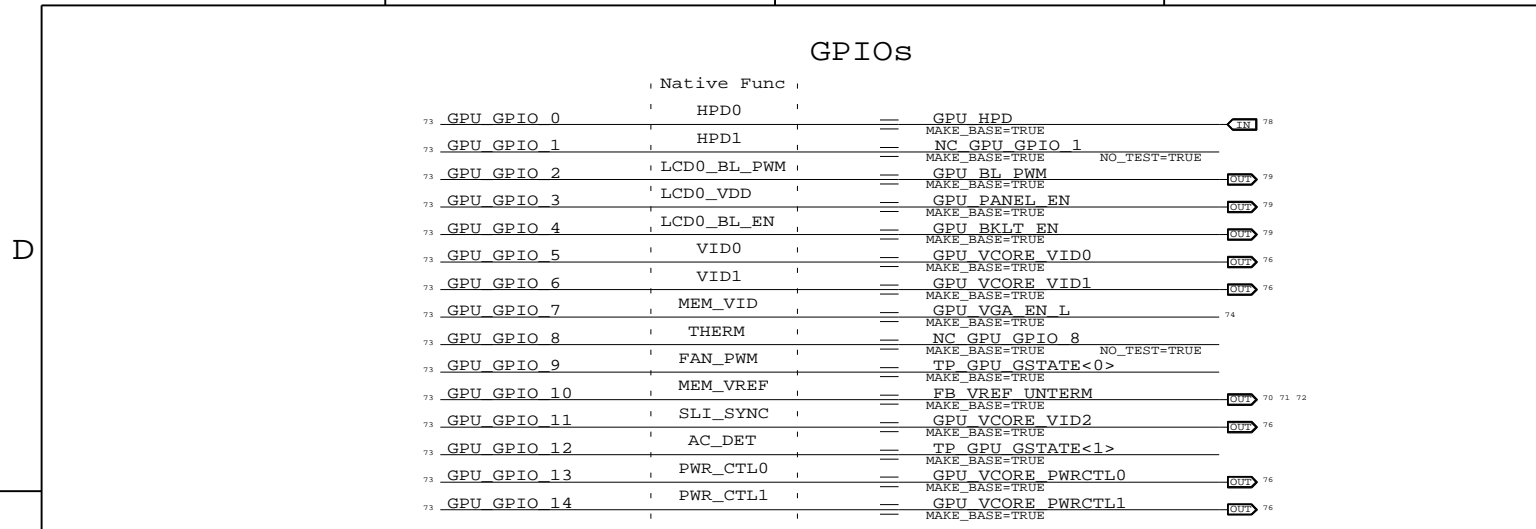 GPIOs
Native Func
73 GPU_GPIO_0 HPD0 GPU_HPD IN 78
MAKE_BASE=TRUE
73 GPU_GPIO_1 HPD1 NC_GPU_GPIO_1
MAKE_BASE=TRUE NO_TEST=TRUE
73 GPU_GPIO_2 LCD0_BL_PWM GPU_BL_PWM OUT 79
MAKE_BASE=TRUE
73 GPU_GPIO_3 LCD0_VDD GPU_PANEL_EN OUT 79
MAKE_BASE=TRUE
73 GPU_GPIO_4 LCD0_BL_EN GPU_BKLT_EN OUT 79
MAKE_BASE=TRUE
D
73 GPU_GPIO_5 VID0 GPU_VCORE_VID0 OUT 76
MAKE_BASE=TRUE
73 GPU_GPIO_6 VID1 GPU_VCORE_VID1 OUT 76
MAKE_BASE=TRUE
73 GPU_GPIO_7 MEM_VID GPU_VGA_EN_L 74
MAKE_BASE=TRUE
73 GPU_GPIO_8 THERM NC_GPU_GPIO_8
MAKE_BASE=TRUE NO_TEST=TRUE
73 GPU_GPIO_9 FAN_PWM TP_GPU_GSTATE<0>
MAKE_BASE=TRUE
73 GPU_GPIO_10 MEM_VREF FB_VREF_UNTERM OUT 70 71 72
MAKE_BASE=TRUE
73 GPU_GPIO_11 SLI_SYNC GPU_VCORE_VID2 OUT 76
MAKE_BASE=TRUE
73 GPU_GPIO_12 AC_DET TP_GPU_GSTATE<1>
MAKE_BASE=TRUE
73 GPU_GPIO_13 PWR_CTL0 GPU_VCORE_PWRCTL0 OUT 76
MAKE_BASE=TRUE
73 GPU_GPIO_14 PWR_CTL1 GPU_VCORE_PWRCTL1 OUT 76
MAKE_BASE=TRUE